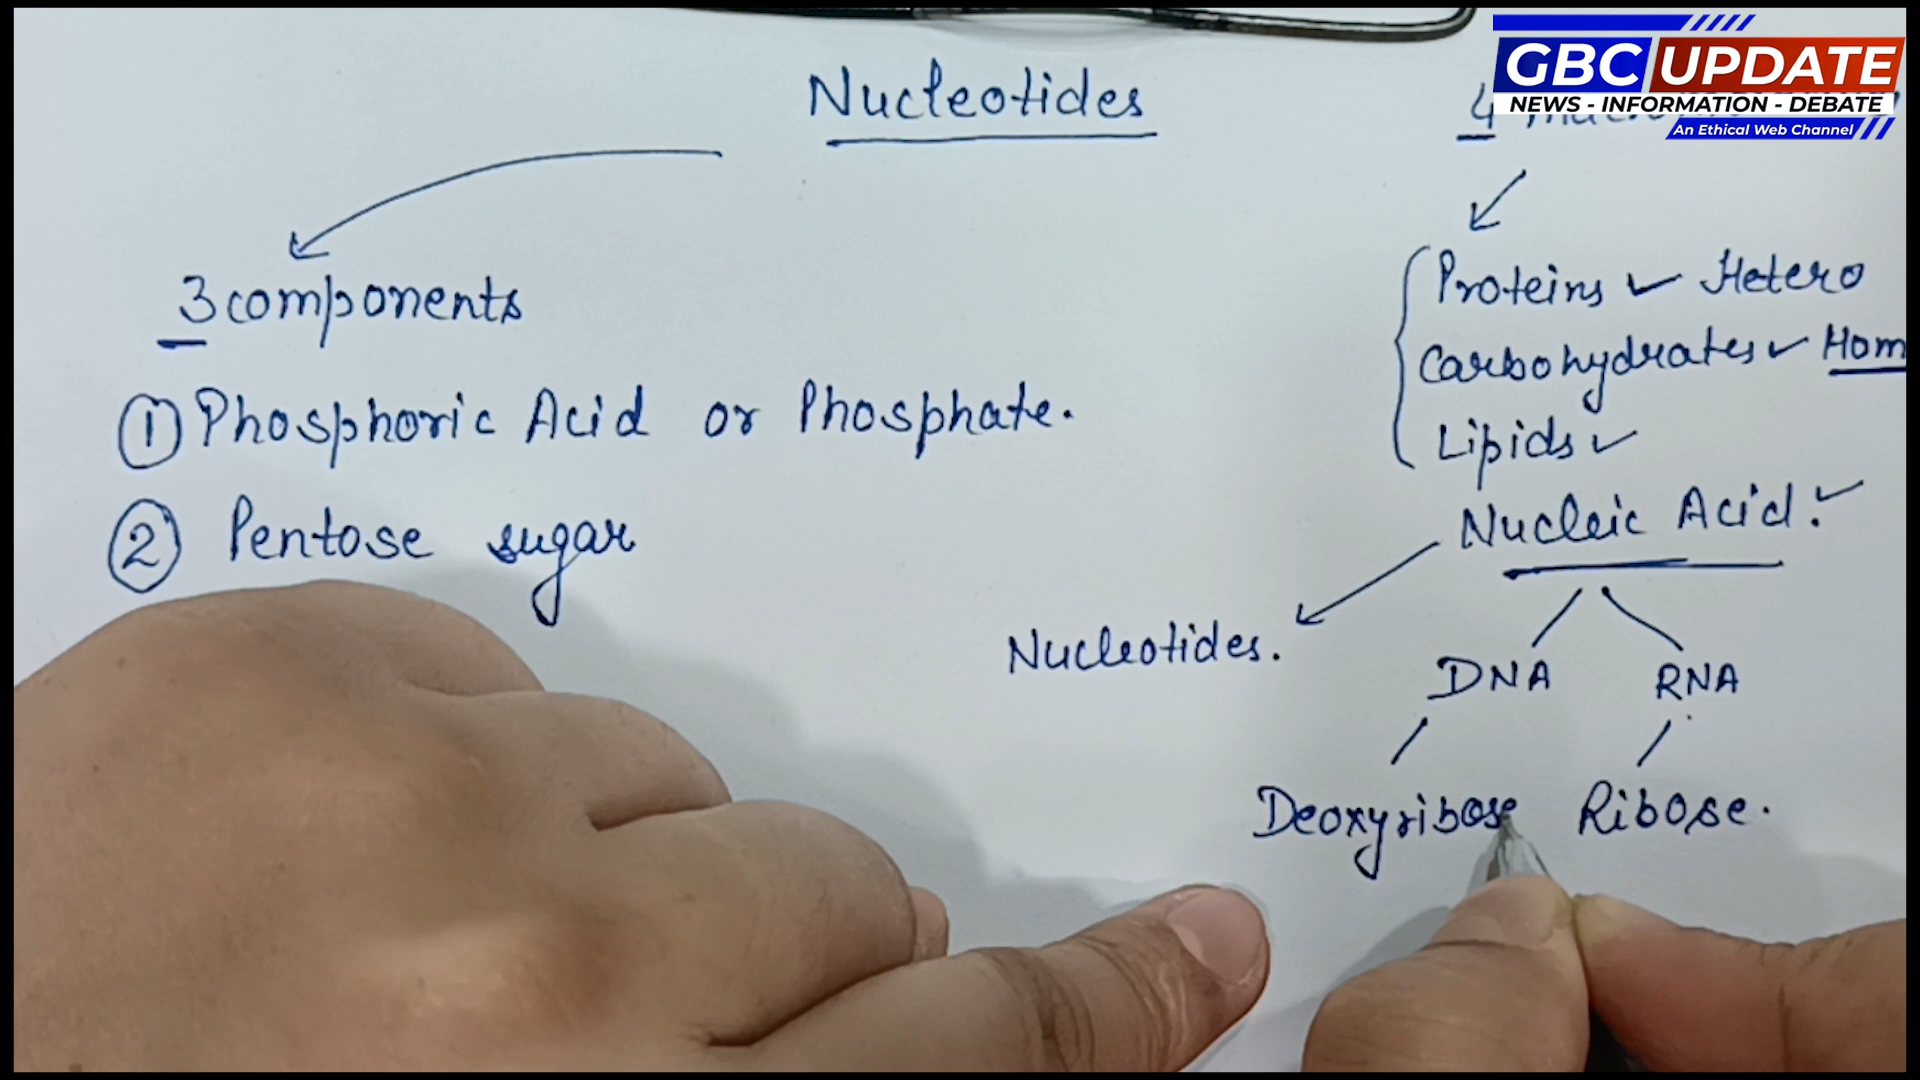 GBC UPDATE
NEWS - INFORMATION - DEBATE
An Ethical Web Channel
Nucleotides
4
3 components
① Phosphoric Acid or Phosphate.
② Pentose sugar
Proteins ✓ Hetero
Carbohydrates ✓ Hom
Lipids ✓
Nucleic Acid. ✓
Nucleotides.
DNA RNA
Deoxyribose Ribose.